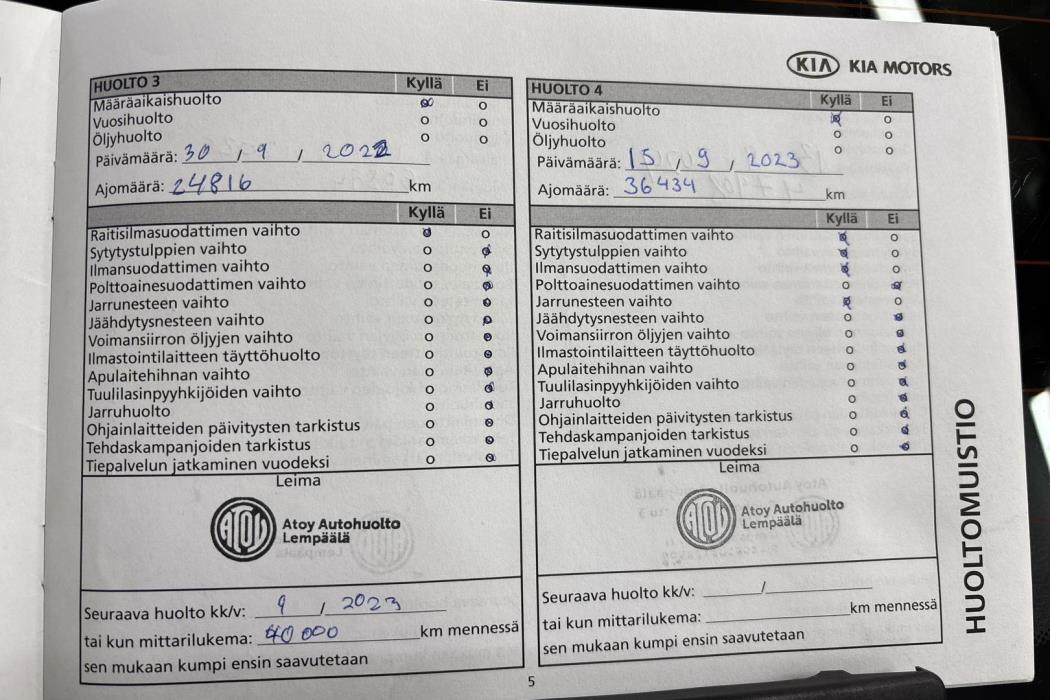 KIA KIA MOTORS
HUOLTO 3 Kyllä Ei
Määräaikaishuolto
Vuosihuolto
Öljyhuolto
Päivämäärä: 30 / 9 / 2022
Ajomäärä: 24816 km
Kyllä Ei
Raitisilmasuodattimen vaihto
Sytytystulppien vaihto
Ilmansuodattimen vaihto
Polttoainesuodattimen vaihto
Jarrunesteen vaihto
Jäähdytysnesteen vaihto
Voimansiirron öljyjen vaihto
Ilmastointilaitteen täyttöhuolto
Apulaitehihnan vaihto
Tuulilasinpyyhkijöiden vaihto
Jarruhuolto
Ohjainlaitteiden päivitysten tarkistus
Tehdaskampanjoiden tarkistus
Tiepalvelun jatkaminen vuodeksi
Leima
ATOY Atoy Autohuolto
Lempäälä
Seuraava huolto kk/v: 9 / 2023
tai kun mittarilukema: 40 000 km mennessä
sen mukaan kumpi ensin saavutetaan
HUOLTO 4 Kyllä Ei
Määräaikaishuolto
Vuosihuolto
Öljyhuolto
Päivämäärä: 15 / 9 / 2023
Ajomäärä: 36434 km
Kyllä Ei
Raitisilmasuodattimen vaihto
Sytytystulppien vaihto
Ilmansuodattimen vaihto
Polttoainesuodattimen vaihto
Jarrunesteen vaihto
Jäähdytysnesteen vaihto
Voimansiirron öljyjen vaihto
Ilmastointilaitteen täyttöhuolto
Apulaitehihnan vaihto
Tuulilasinpyyhkijöiden vaihto
Jarruhuolto
Ohjainlaitteiden päivitysten tarkistus
Tehdaskampanjoiden tarkistus
Tiepalvelun jatkaminen vuodeksi
Leima
ATOY Atoy Autohuolto
Lempäälä
Seuraava huolto kk/v: /
tai kun mittarilukema: km mennessä
sen mukaan kumpi ensin saavutetaan
HUOLTOMUISTIO
5